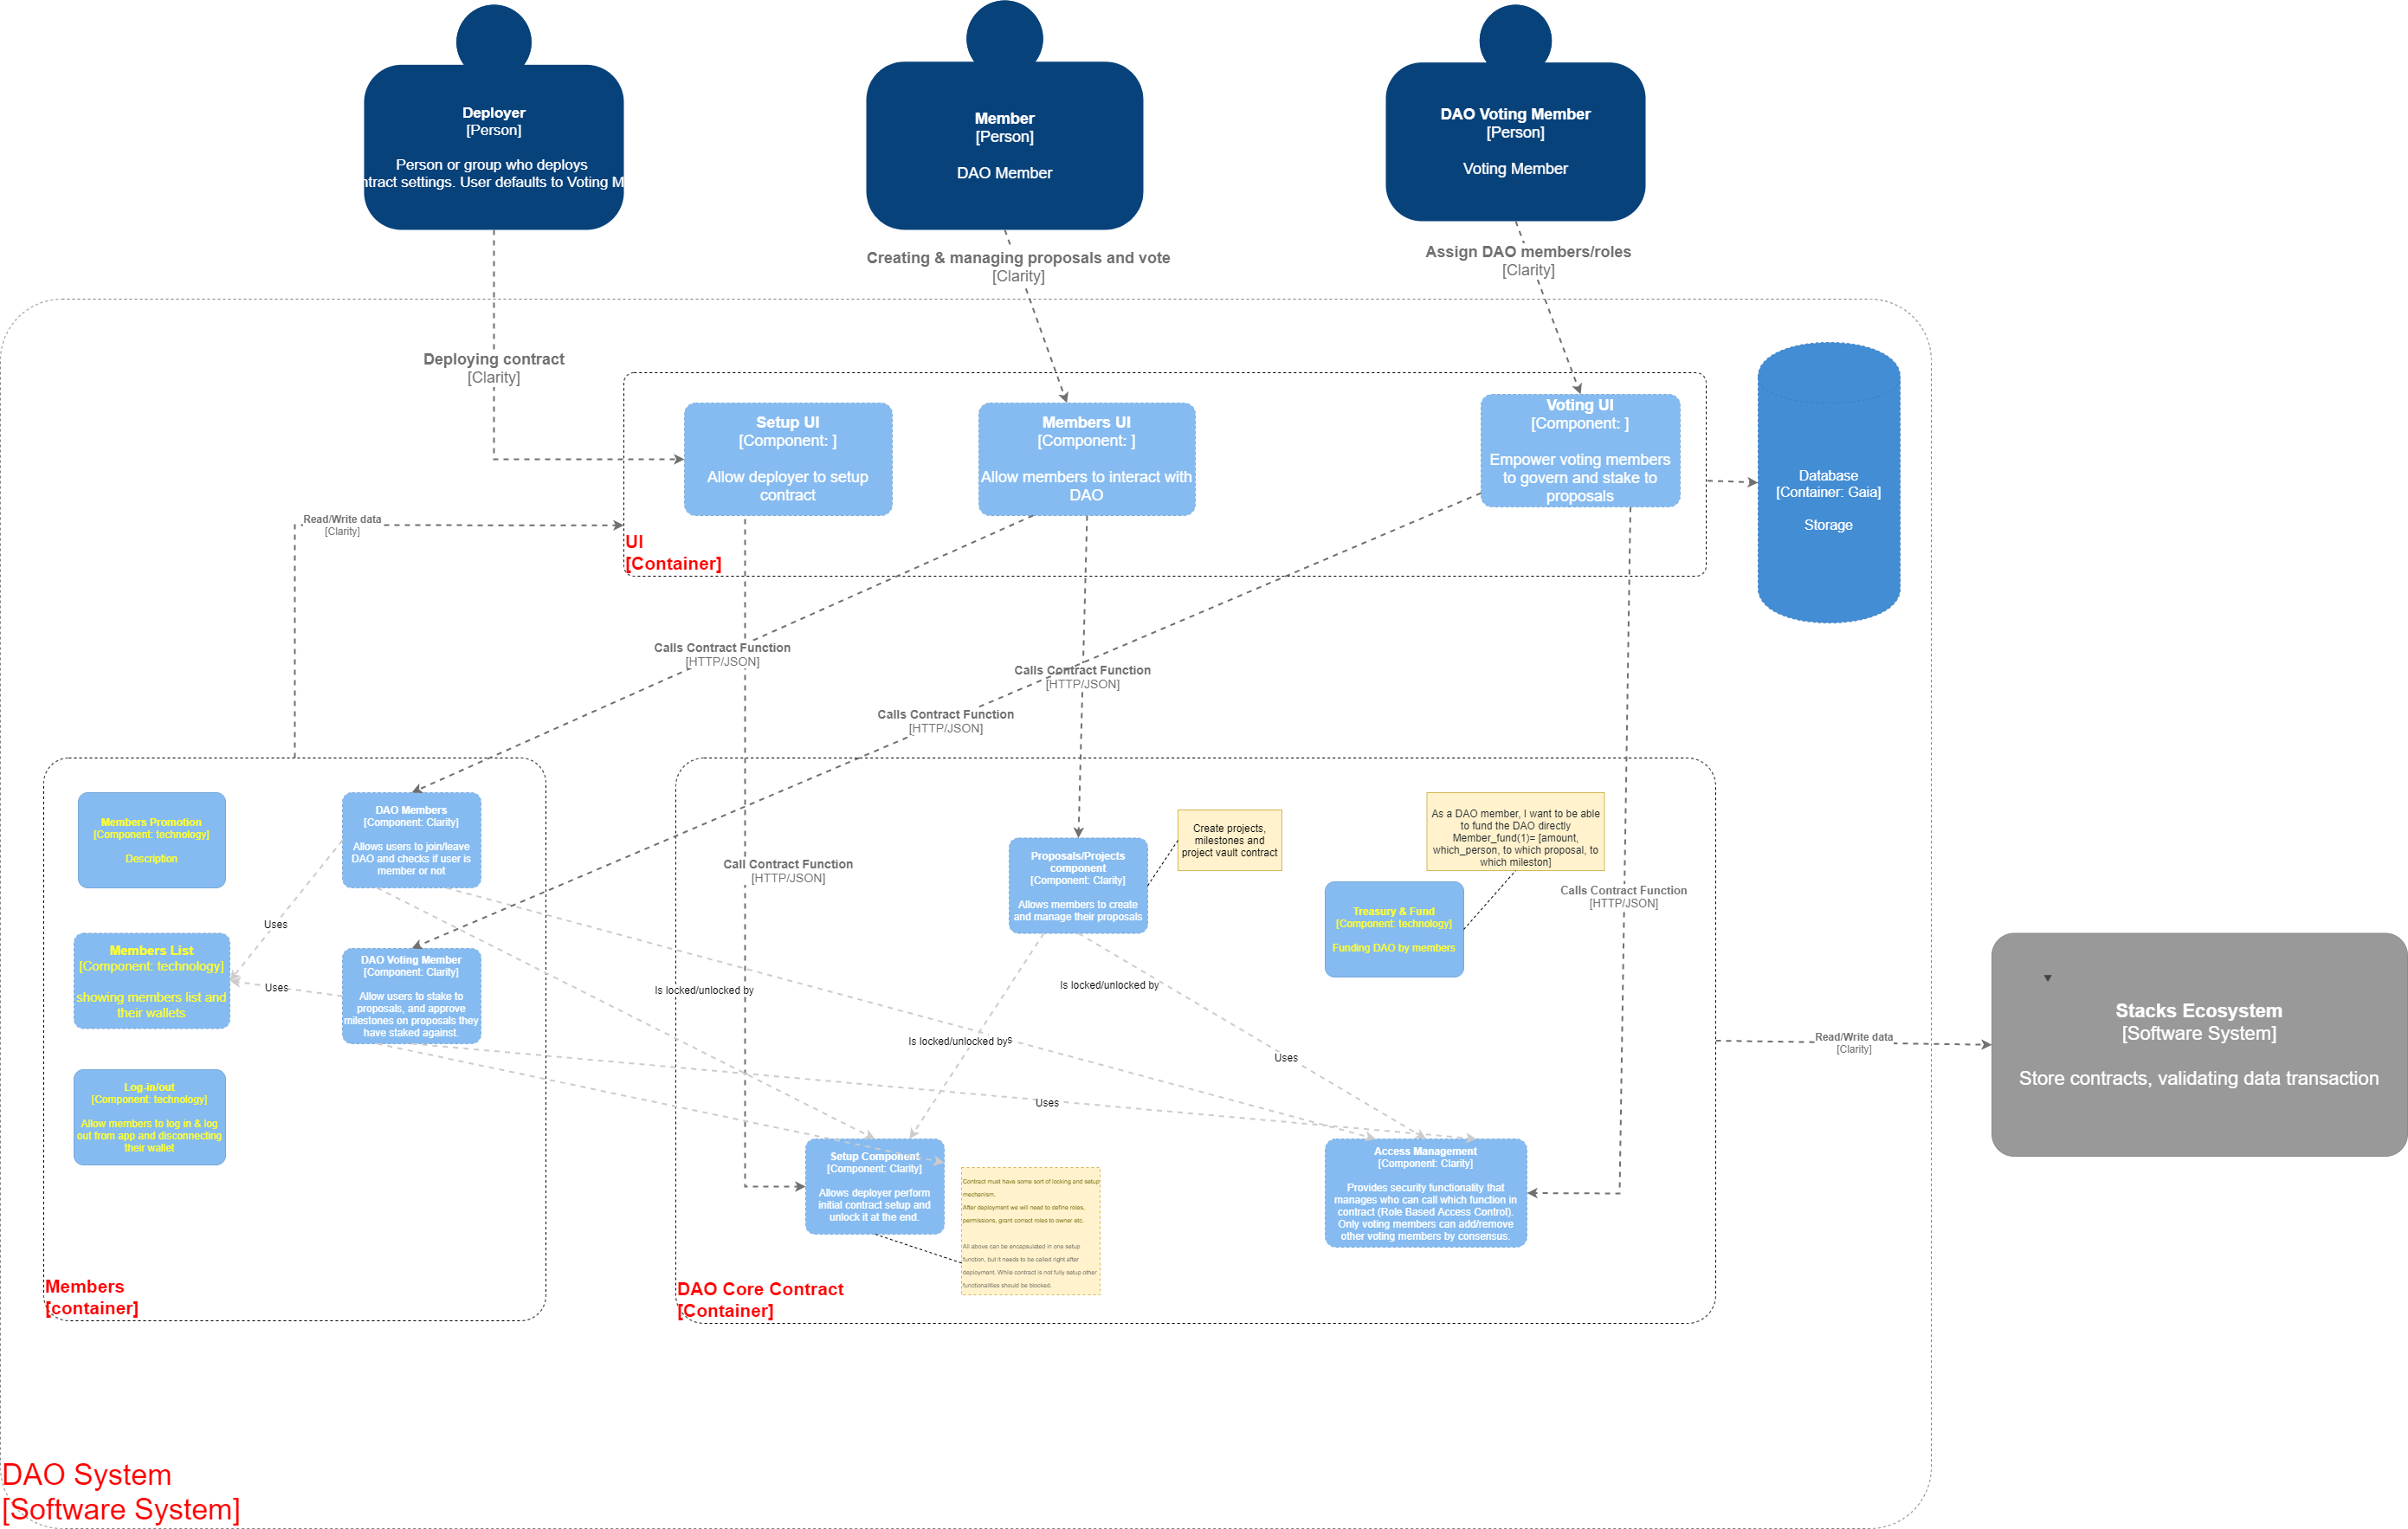 Deployer
[Person]
Person or group who deploys
ntract settings. User defaults to Voting M
Member
[Person]
DAO Member
DAO Voting Member
[Person]
Voting Member
Creating & managing proposals and vote
[Clarity]
Assign DAO members/roles
[Clarity]
Deploying contract
[Clarity]
Setup UI
[Component: ]
Allow deployer to setup
contract
Members UI
[Component: ]
Allow members to interact with
DAO
Voting UI
[Component: ]
Empower voting members
to govern and stake to
proposals
Database
[Container: Gaia]
Storage
Read/Write data
[Clarity]
UI
[Container]
Calls Contract Function
[HTTP/JSON]
Calls Contract Function
[HTTP/JSON]
Calls Contract Function
[HTTP/JSON]
Members Promotion
[Component: technology]
Description
DAO Members
[Component: Clarity]
Allows users to join/leave
DAO and checks if user is
member or not
Uses
Members List
[Component: technology]
showing members list and
their wallets
Uses
DAO Voting Member
[Component: Clarity]
Allow users to stake to
proposals, and approve
milestones on proposals they
have staked against.
Log-in/out
[Component: technology]
Allow members to log in & log
out from app and disconnecting
their wallet
Members
[container]
Call Contract Function
[HTTP/JSON]
Proposals/Projects
component
[Component: Clarity]
Allows members to create
and manage their proposals
Create projects,
milestones and
project vault contract
As a DAO member, I want to be able
to fund the DAO directly
Member_fund(1)= [amount,
which_person, to which proposal, to
which mileston]
Treasury & Fund
[Component: technology]
Funding DAO by members
Calls Contract Function
[HTTP/JSON]
Is locked/unlocked by
Is locked/unlocked by
Is locked/unlocked by
Uses
Uses
Setup Component
[Component: Clarity]
Allows deployer perform
initial contract setup and
unlock it at the end.
Contract must have some sort of locking and setup
mechanism.
After deployment we will need to define roles,
permissions, grant correct roles to owner etc.
All above can be encapsulated in one setup
function, but it needs to be called right after
deployment. While contract is not fully setup other
functionalities should be blocked.
Access Management
[Component: Clarity]
Provides security functionality that
manages who can call which function in
contract (Role Based Access Control).
Only voting members can add/remove
other voting members by consensus.
DAO Core Contract
[Container]
Read/Write data
[Clarity]
Stacks Ecosystem
[Software System]
Store contracts, validating data transaction
DAO System
[Software System]